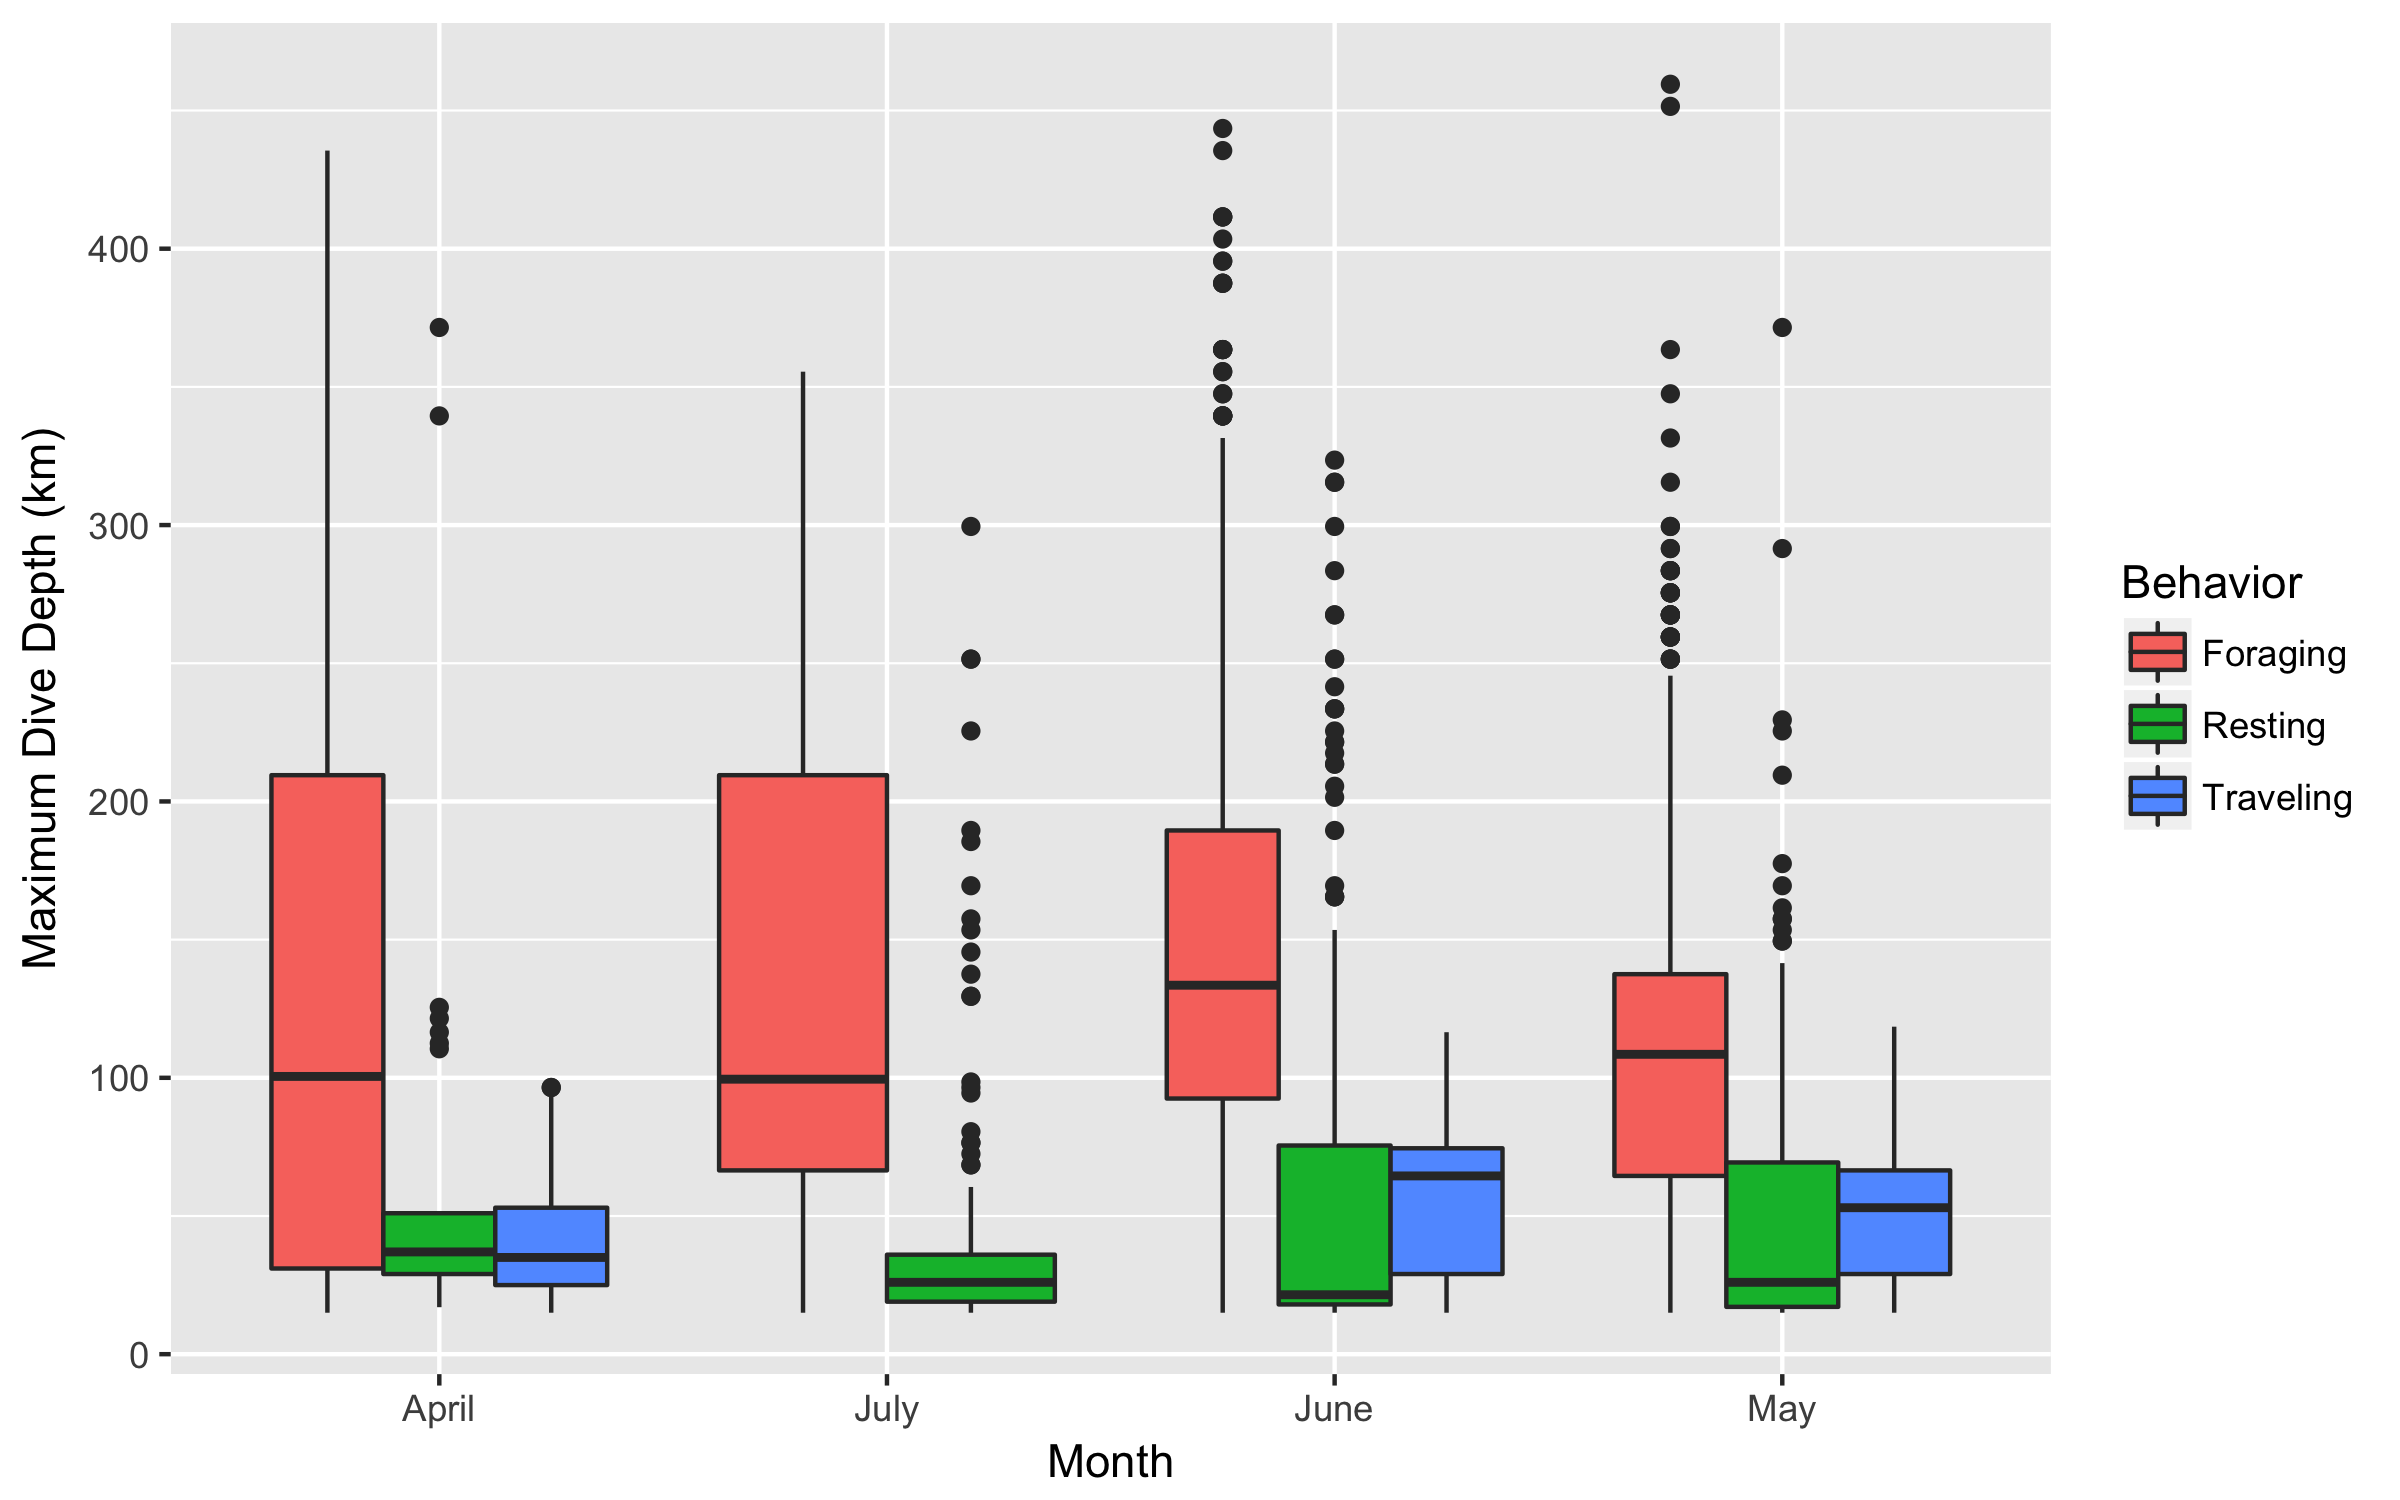 Maximum Dive Depth (km)
400
300
200
100
0
April July June May
Month
Behavior
Foraging
Resting
Traveling